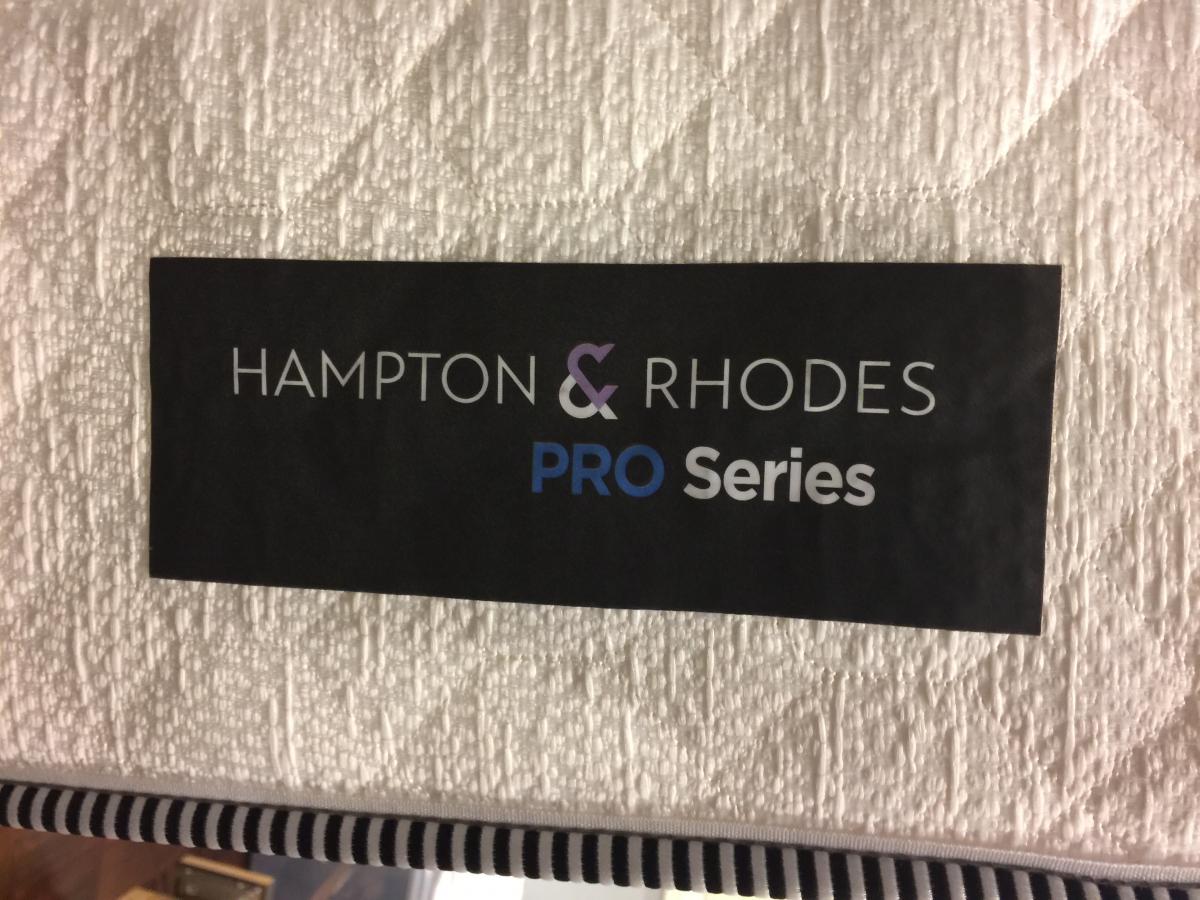 HAMPTON & RHODES
PRO Series